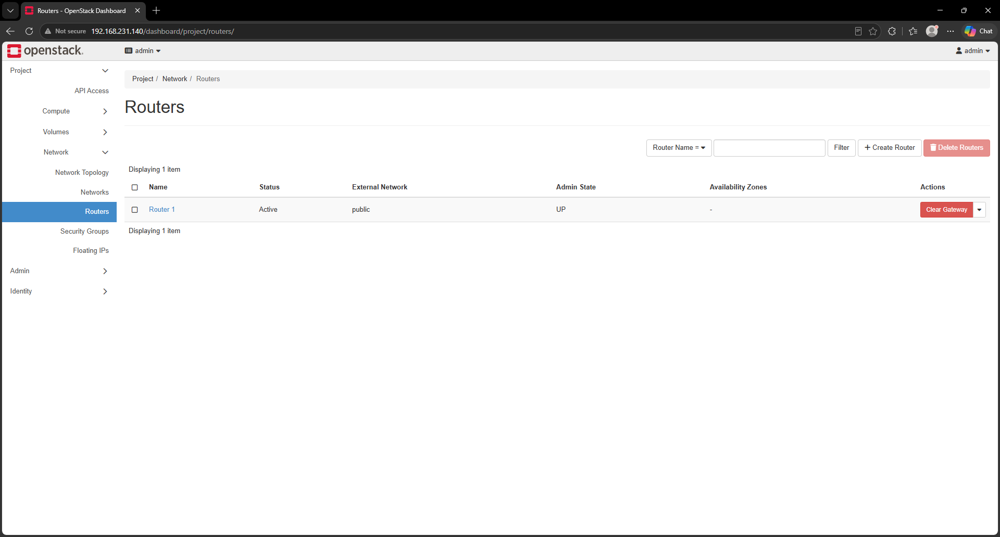 Routers - OpenStack Dashboard
Not secure 192.168.231.140/dashboard/project/routers/
Chat
openstack.
admin
admin
Project
API Access
Compute
Volumes
Network
Network Topology
Networks
Routers
Security Groups
Floating IPs
Admin
Identity
Project / Network / Routers
Routers
Router Name =
Filter
+ Create Router
Delete Routers
Displaying 1 item
Name Status External Network Admin State Availability Zones Actions
Router 1 Active public UP - Clear Gateway
Displaying 1 item